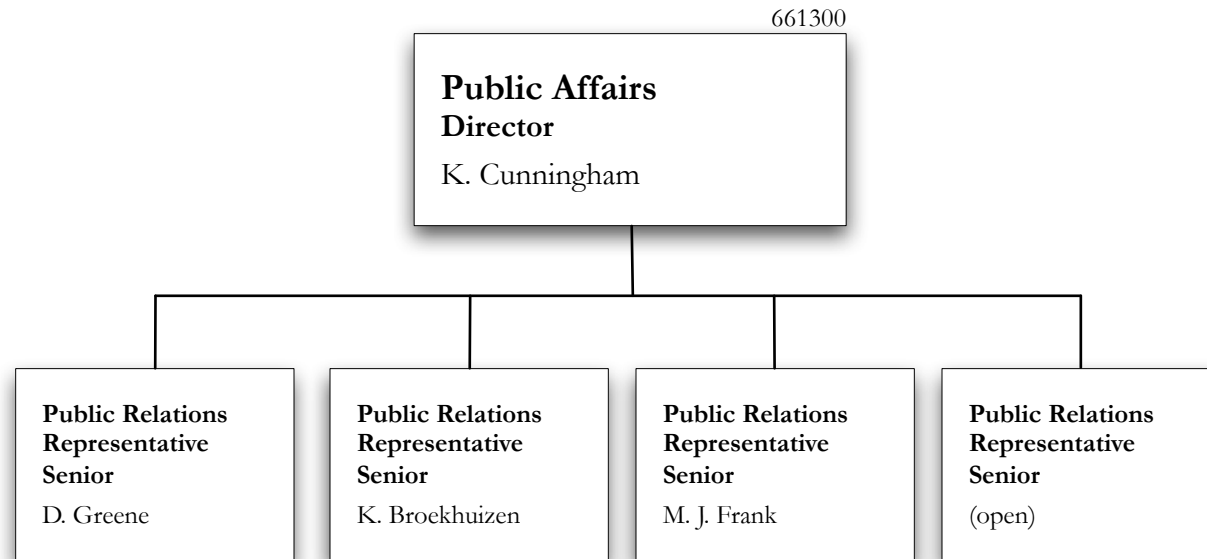 661300
Public Affairs
Director
K. Cunningham
Public Relations
Representative
Senior
D. Greene
Public Relations
Representative
Senior
K. Broekhuizen
Public Relations
Representative
Senior
M. J. Frank
Public Relations
Representative
Senior
(open)